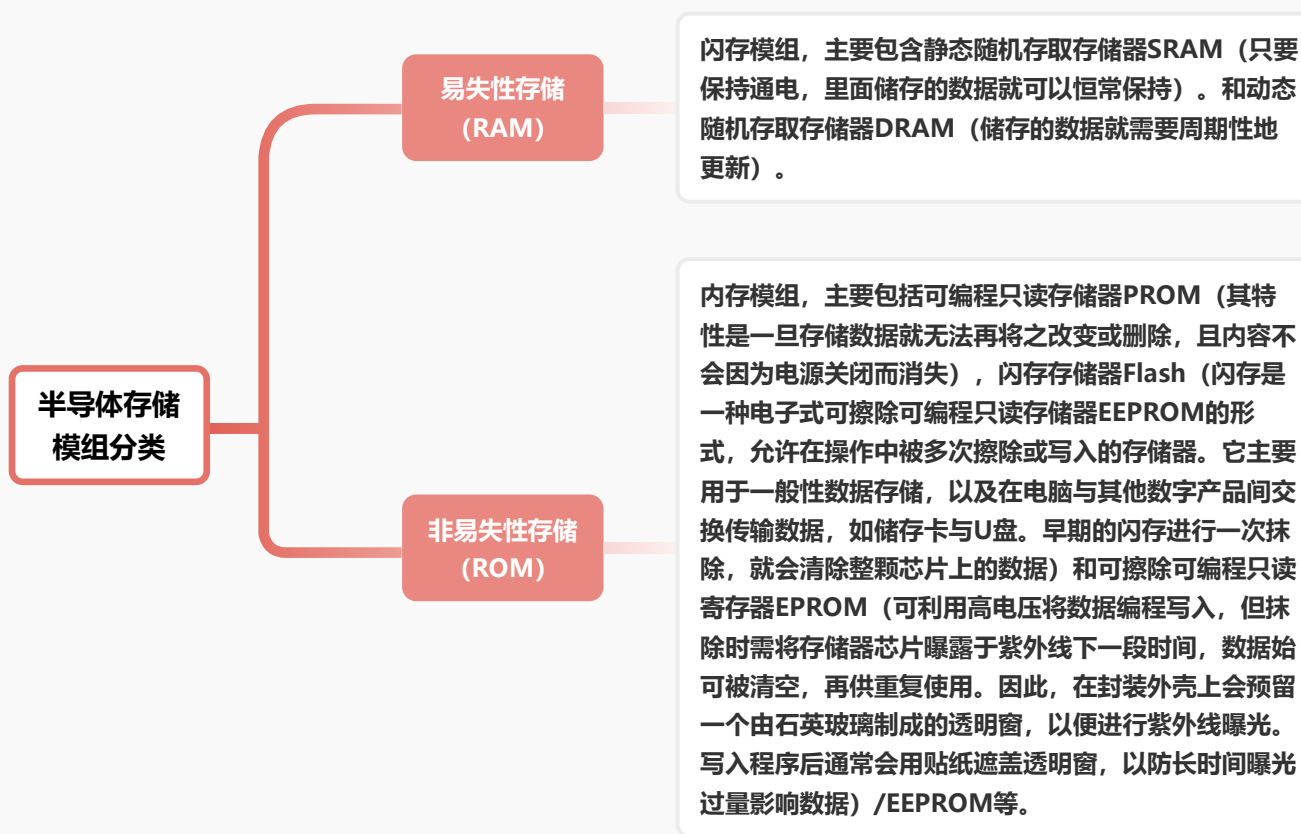 半导体存储
模组分类
易失性存储
(RAM)
闪存模组，主要包含静态随机存取存储器SRAM（只要
保持通电，里面储存的数据就可以恒常保持）。和动态
随机存取存储器DRAM（储存的数据就需要周期性地
更新）。
非易失性存储
(ROM)
内存模组，主要包括可编程只读存储器PROM（其特
性是一旦存储数据就无法再将之改变或删除，且内容不
会因为电源关闭而消失），闪存存储器Flash（闪存是
一种电子式可擦除可编程只读存储器EEPROM的形
式，允许在操作中被多次擦除或写入的存储器。它主要
用于一般性数据存储，以及在电脑与其他数字产品间交
换传输数据，如储存卡与U盘。早期的闪存进行一次抹
除，就会清除整颗芯片上的数据）和可擦除可编程只读
寄存器EPROM（可利用高电压将数据编程写入，但抹
除时需将存储器芯片曝露于紫外线下一段时间，数据始
可被清空，再供重复使用。因此，在封装外壳上会预留
一个由石英玻璃制成的透明窗，以便进行紫外线曝光。
写入程序后通常会用贴纸遮盖透明窗，以防长时间曝光
过量影响数据）/EEPROM等。